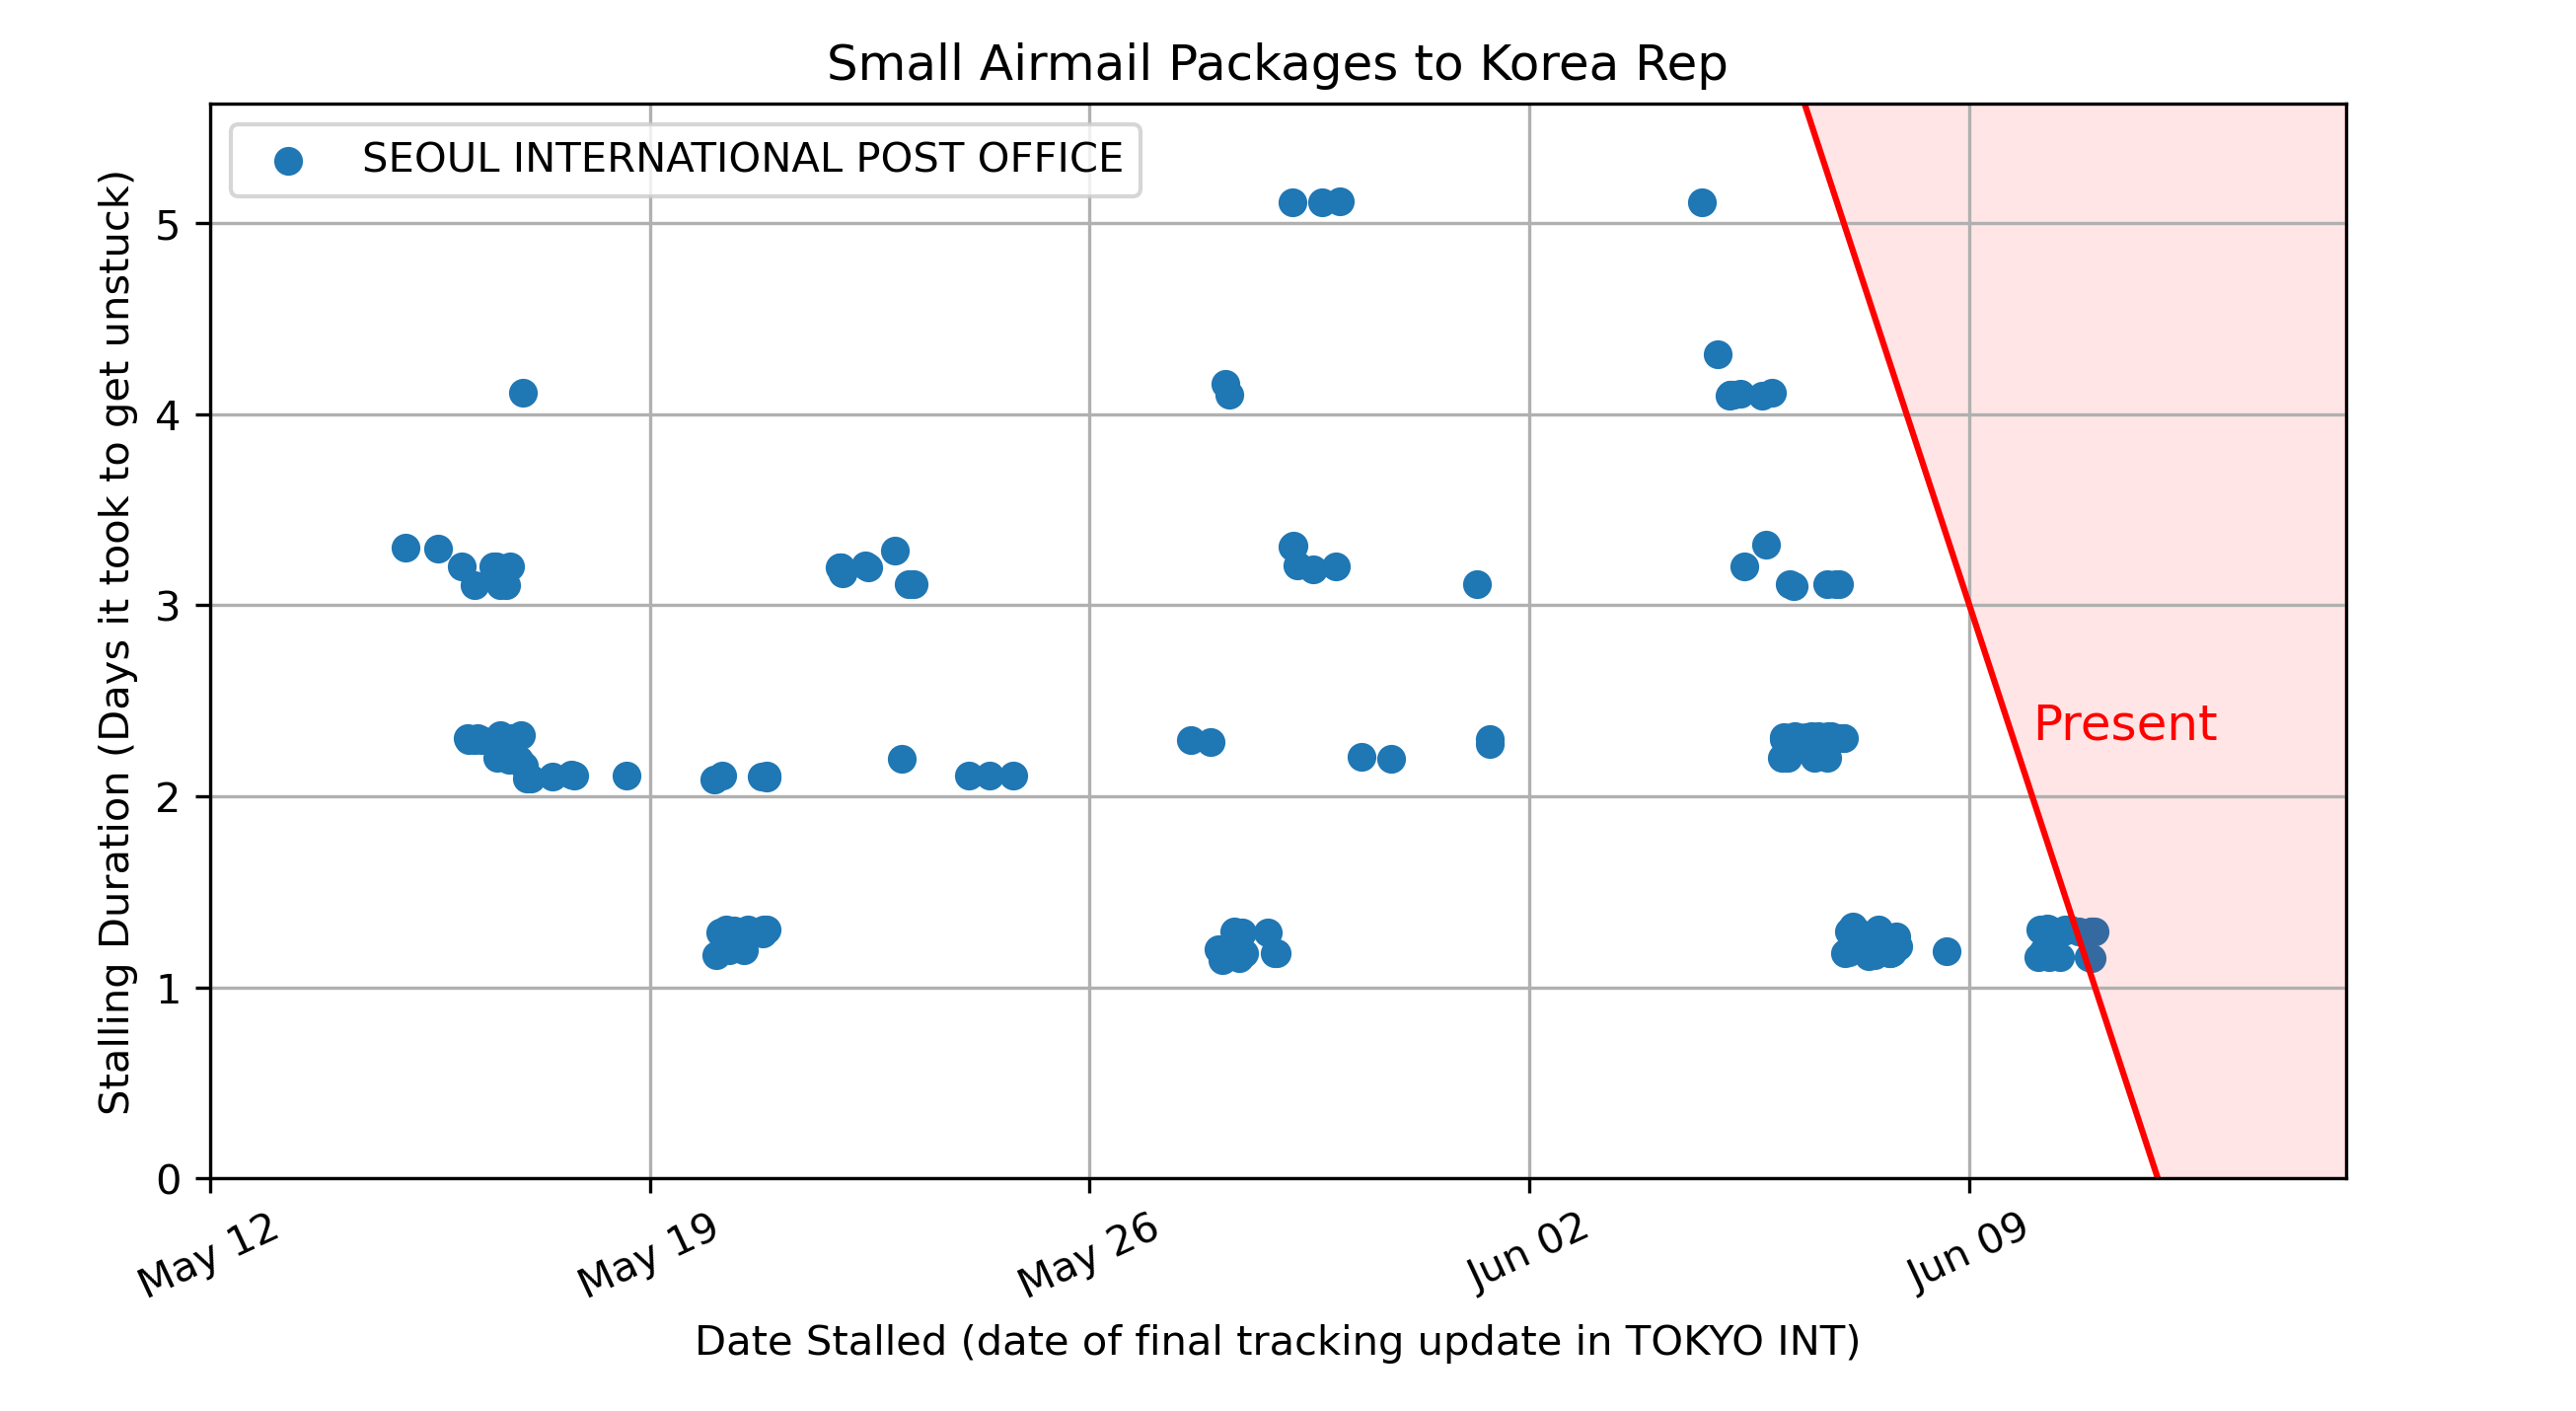 Small Airmail Packages to Korea Rep
SEOUL INTERNATIONAL POST OFFICE
Stalling Duration (Days it took to get unstuck)
5
4
3
2
1
0
Present
May 12
May 19
May 26
Jun 02
Jun 09
Date Stalled (date of final tracking update in TOKYO INT)